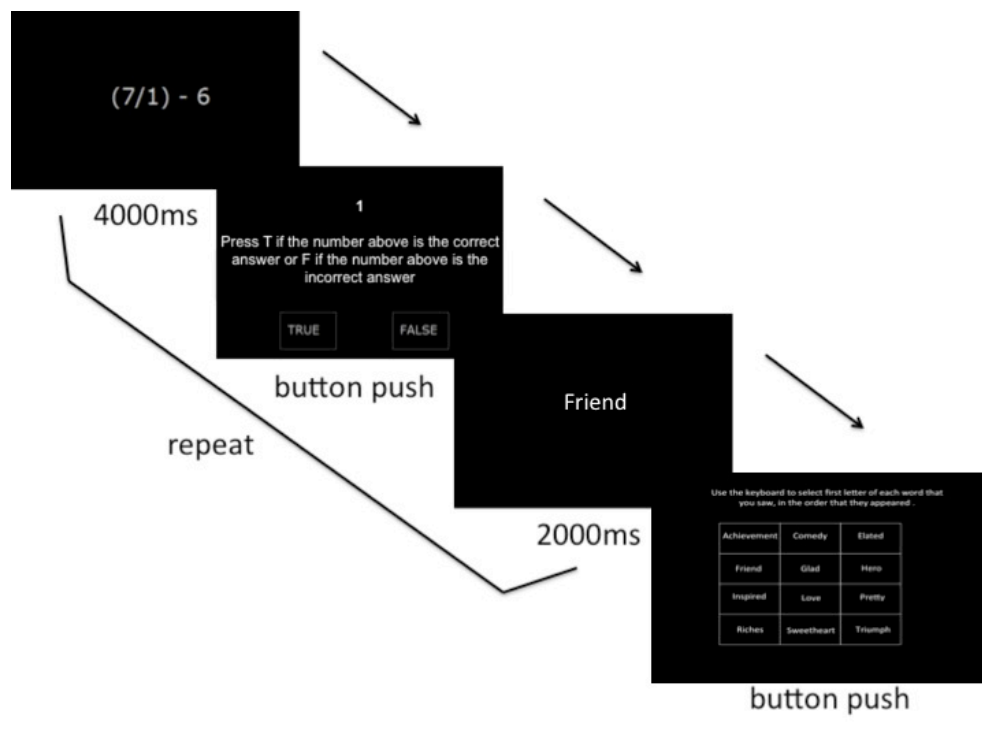 (7/1) - 6
4000ms
1
Press T if the number above is the correct
answer or F if the number above is the
incorrect answer
TRUE FALSE
button push
repeat
Friend
2000ms
Use the keyboard to select first letter of each word that
you saw, in the order that they appeared .
Achievement Comedy Elated
Friend Glad Hero
Inspired Love Pretty
Riches Sweetheart Triumph
button push